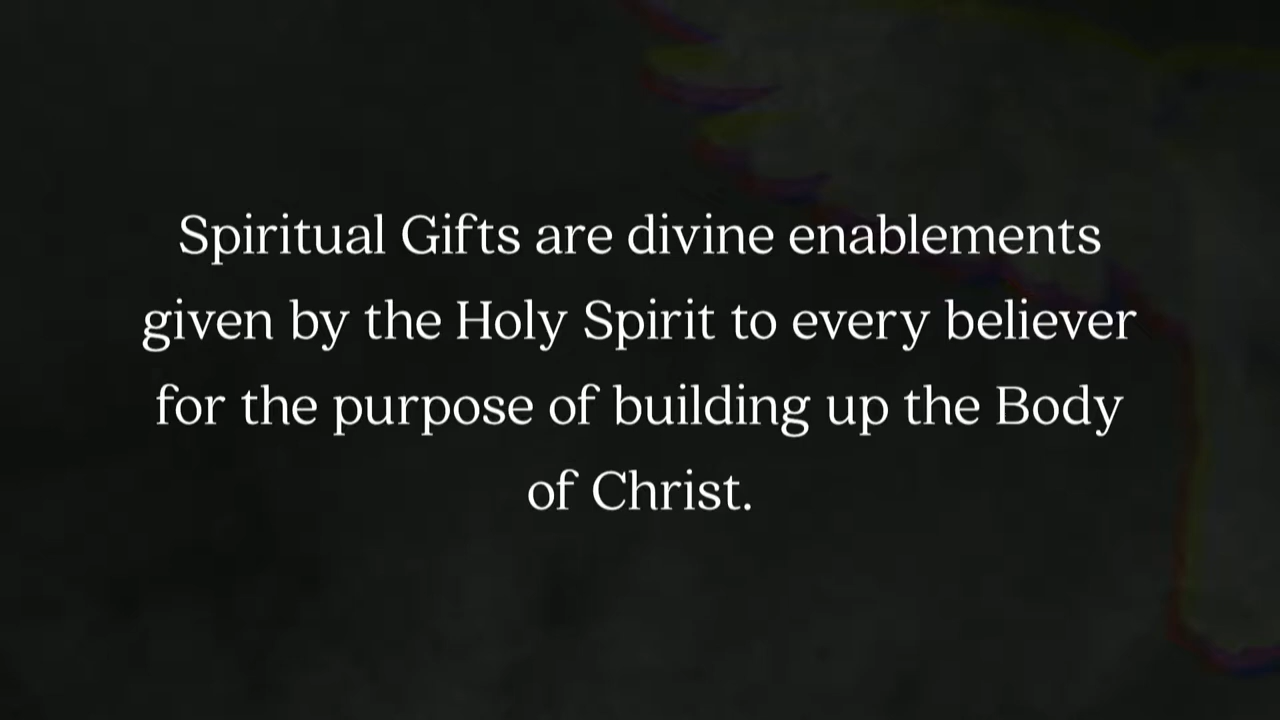 Spiritual Gifts are divine enablements
given by the Holy Spirit to every believer
for the purpose of building up the Body
of Christ.